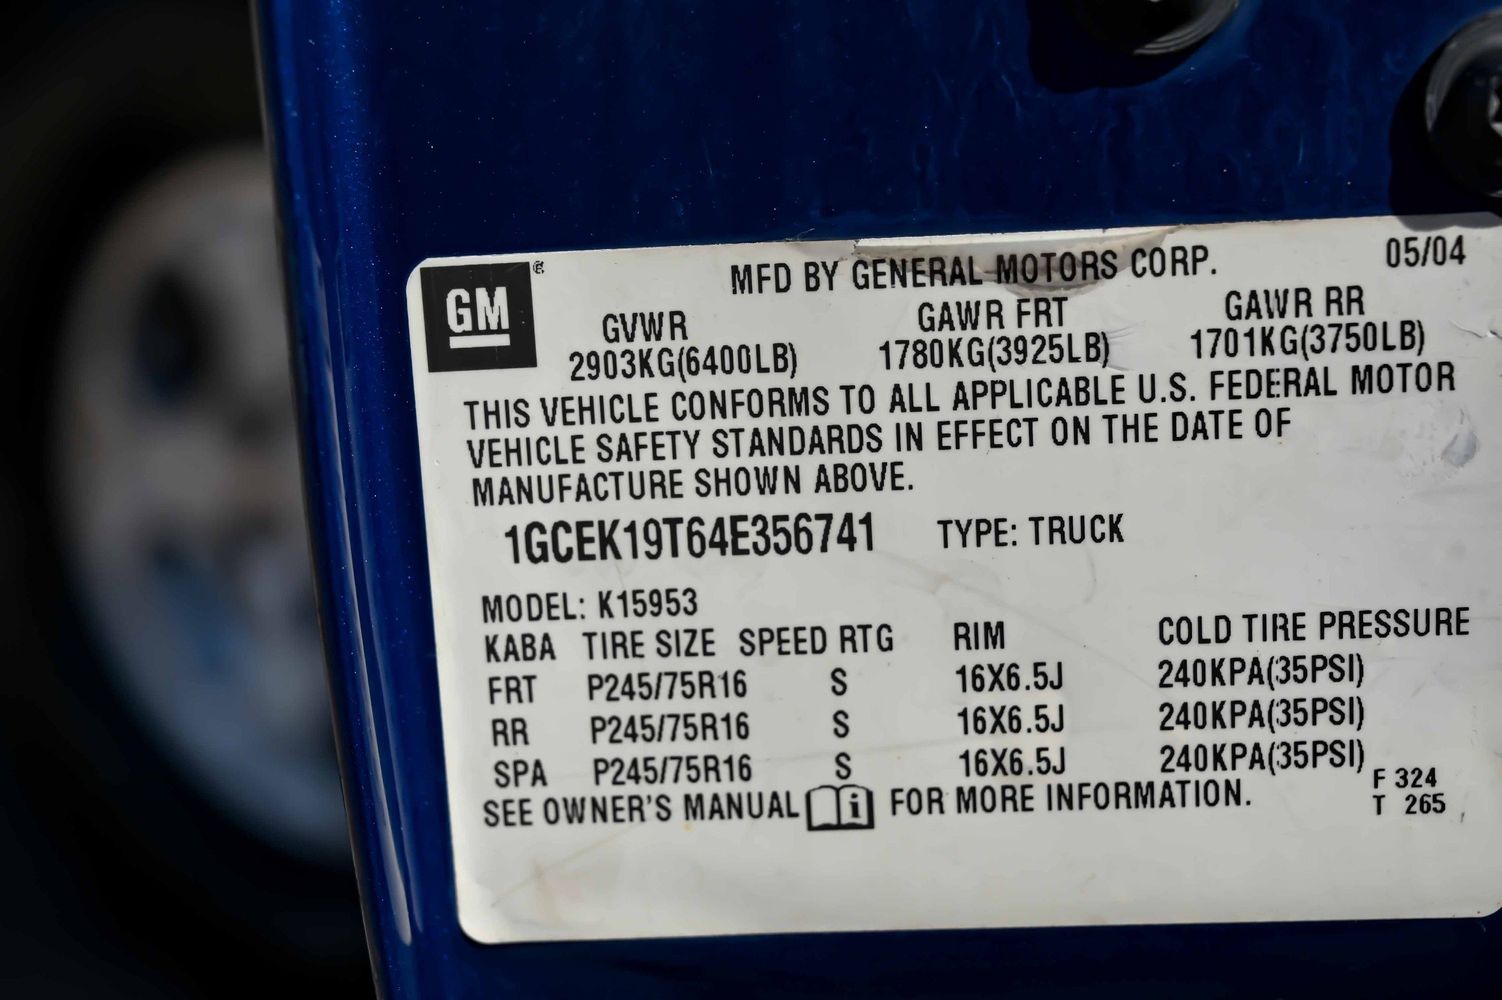 GM MFD BY GENERAL MOTORS CORP. 05/04
GVWR GAWR FRT GAWR RR
2903KG(6400LB) 1780KG(3925LB) 1701KG(3750LB)
THIS VEHICLE CONFORMS TO ALL APPLICABLE U.S. FEDERAL MOTOR
VEHICLE SAFETY STANDARDS IN EFFECT ON THE DATE OF
MANUFACTURE SHOWN ABOVE.
1GCEK19T64E356741 TYPE: TRUCK
MODEL: K15953
KABA TIRE SIZE SPEED RTG RIM COLD TIRE PRESSURE
FRT P245/75R16 S 16X6.5J 240KPA(35PSI)
RR P245/75R16 S 16X6.5J 240KPA(35PSI)
SPA P245/75R16 S 16X6.5J 240KPA(35PSI)
SEE OWNER'S MANUAL i FOR MORE INFORMATION.
F 324
T 265